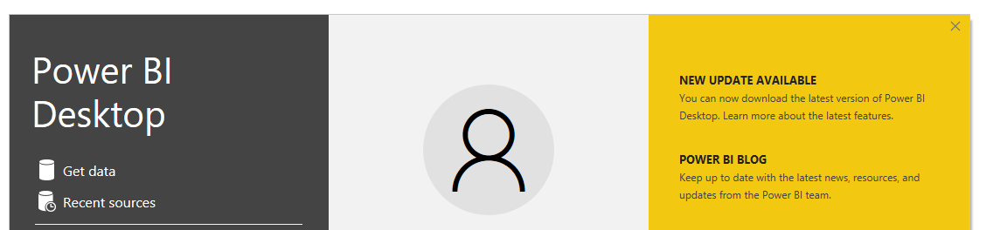 Power BI
Desktop
Get data
Recent sources
NEW UPDATE AVAILABLE
You can now download the latest version of Power BI
Desktop. Learn more about the latest features.
POWER BI BLOG
Keep up to date with the latest news, resources, and
updates from the Power BI team.